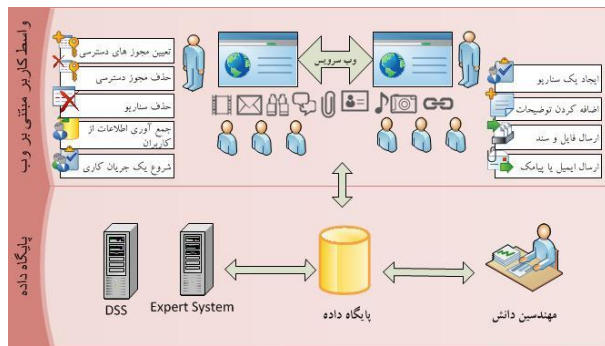 واسط کاربر مبتنی بر وب
تعیین مجوز های دسترسی
حذف مجوز دسترسی
حذف سناریو
جمع آوری اطلاعات از
کاربران
شروع یک جریان کاری
وب سرویس
ایجاد یک سناریو
اضافه کردن توضیحات
ارسال فایل و سند
ارسال ایمیل یا پیامک
پایگاه داده
DSS
Expert System
پایگاه داده
مهندسین دانش